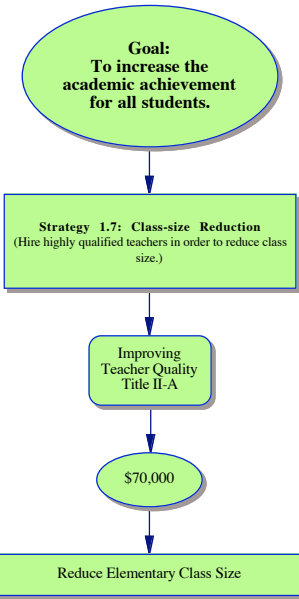 Goal:
To increase the
academic achievement
for all students.
Strategy 1.7: Class-size Reduction
(Hire highly qualified teachers in order to reduce class
size.)
Improving
Teacher Quality
Title II-A
$70,000
Reduce Elementary Class Size